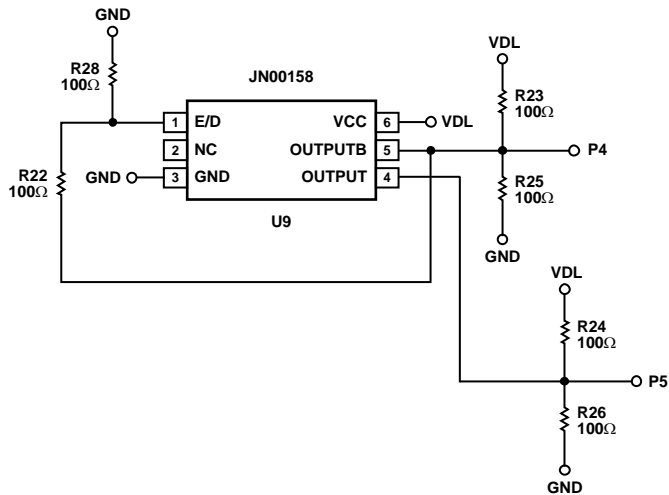 GND
R28
100Ω
JN00158
VDL
R23
100Ω
1 E/D VCC 6 VDL
2 NC OUTPUTB 5 P4
R22
100Ω
GND 3 GND OUTPUT 4
R25
100Ω
U9
GND
VDL
R24
100Ω
P5
R26
100Ω
GND